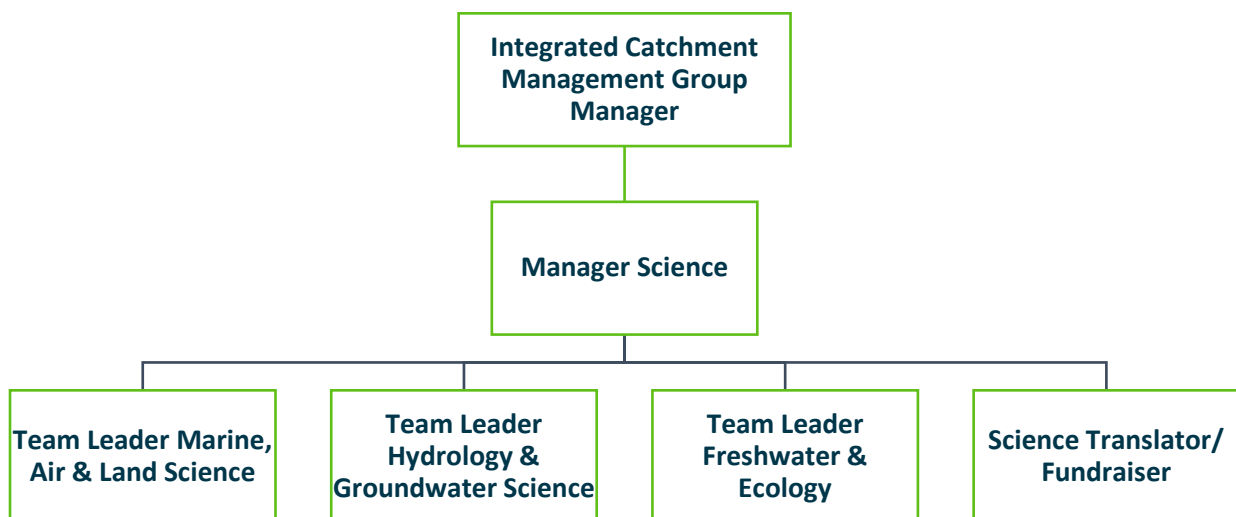 Integrated Catchment
Management Group
Manager
Manager Science
Team Leader Marine,
Air & Land Science
Team Leader
Hydrology &
Groundwater Science
Team Leader
Freshwater &
Ecology
Science Translator/
Fundraiser